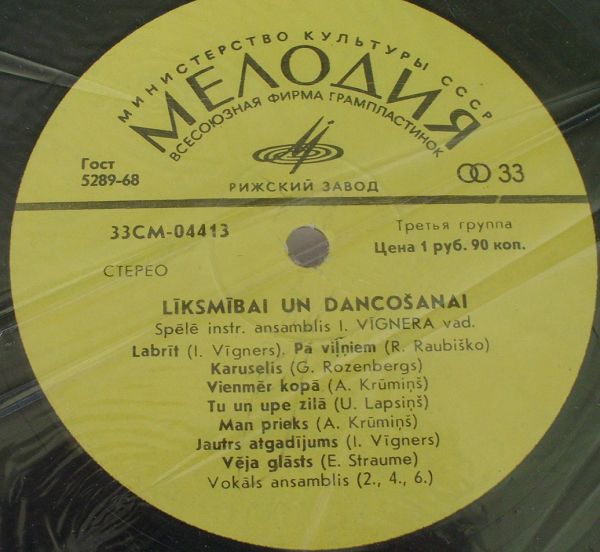 МИНИСТЕРСТВО КУЛЬТУРЫ СССР
МЕЛОДИЯ
ВСЕСОЮЗНАЯ ФИРМА ГРАМПЛАСТИНОК
Гост
5289-68
33
РИЖСКИЙ ЗАВОД
33СМ-04413
Третья группа
Цена 1 руб. 90 коп.
СТЕРЕО
LĪKSMĪBAI UN DANCOŠANAI
Spēlē instr. ansamblis I. VĪGNERA vad.
Labrīt (I. Vīgners). Pa viļņiem (R. Raubiško)
Karuselis (G. Rozenbergs)
Vienmēr kopā (A. Krūmiņš)
Tu un upe zilā (U. Lapsiņš)
Man prieks (A. Krūmiņš)
Jautrs atgadījums (I. Vīgners)
Vēja glāsts (E. Straume)
Vokāls ansamblis (2., 4., 6.)